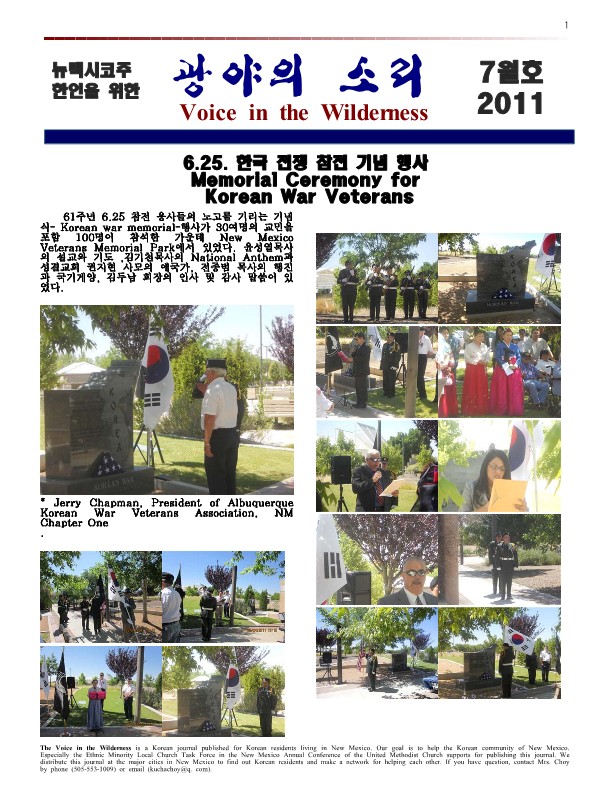 1
뉴멕시코주
한인을 위한
광야의 소리
Voice in the Wilderness
7월호
2011
6.25. 한국 전쟁 참전 기념 행사
Memorial Ceremony for
Korean War Veterans
61주년 6.25 참전 용사들의 노고를 기리는 기념
식- Korean war memorial-행사가 30여명의 교민을
포함 100명이 참석한 가운데 New Mexico
Veterans Memorial Park에서 있었다. 윤성열목사
의 설교와 기도 ,김기천목사의 National Anthem과
성결교회 권지현 사모의 애국가, 전종범 목사의 행진
과 국기게양, 김두남 회장의 인사 및 감사 말씀이 있
었다.
KOREA
KOREAN WAR
* Jerry Chapman, President of Albuquerque
Korean War Veterans Association, NM
Chapter One
.
The Voice in the Wilderness is a Korean journal published for Korean residents living in New Mexico. Our goal is to help the Korean community of New Mexico.
Especially the Ethnic Minority Local Church Task Force in the New Mexico Annual Conference of the United Methodist Church supports for publishing this journal. We
distribute this journal at the major cities in New Mexico to find out Korean residents and make a network for helping each other. If you have question, contact Mrs. Choy
by phone (505-553-1009) or email (kuchachoy@q. com).